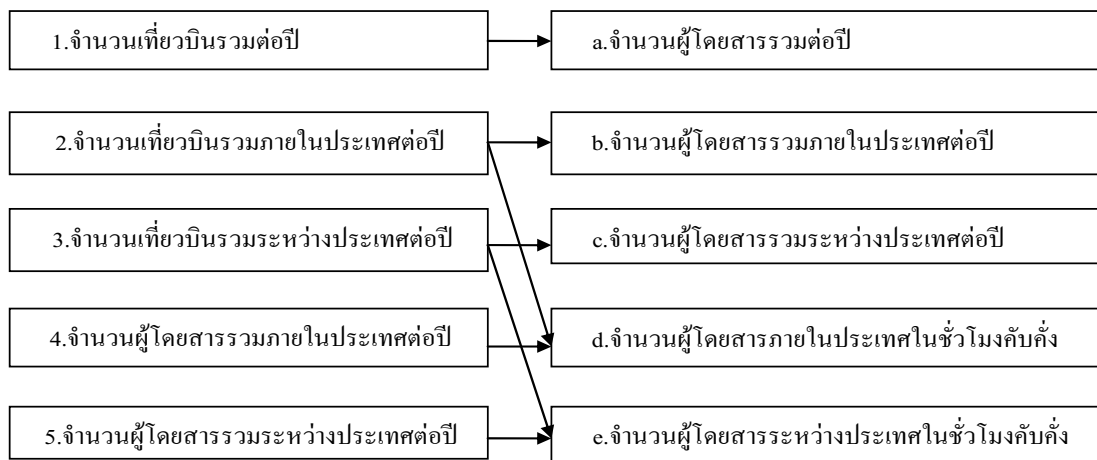 1.จำนวนเที่ยวบินรวมต่อปี
a.จำนวนผู้โดยสารรวมต่อปี
2.จำนวนเที่ยวบินรวมภายในประเทศต่อปี
b.จำนวนผู้โดยสารรวมภายในประเทศต่อปี
3.จำนวนเที่ยวบินรวมระหว่างประเทศต่อปี
c.จำนวนผู้โดยสารรวมระหว่างประเทศต่อปี
4.จำนวนผู้โดยสารรวมภายในประเทศต่อปี
d.จำนวนผู้โดยสารภายในประเทศในชั่วโมงคับคั่ง
5.จำนวนผู้โดยสารรวมระหว่างประเทศต่อปี
e.จำนวนผู้โดยสารระหว่างประเทศในชั่วโมงคับคั่ง